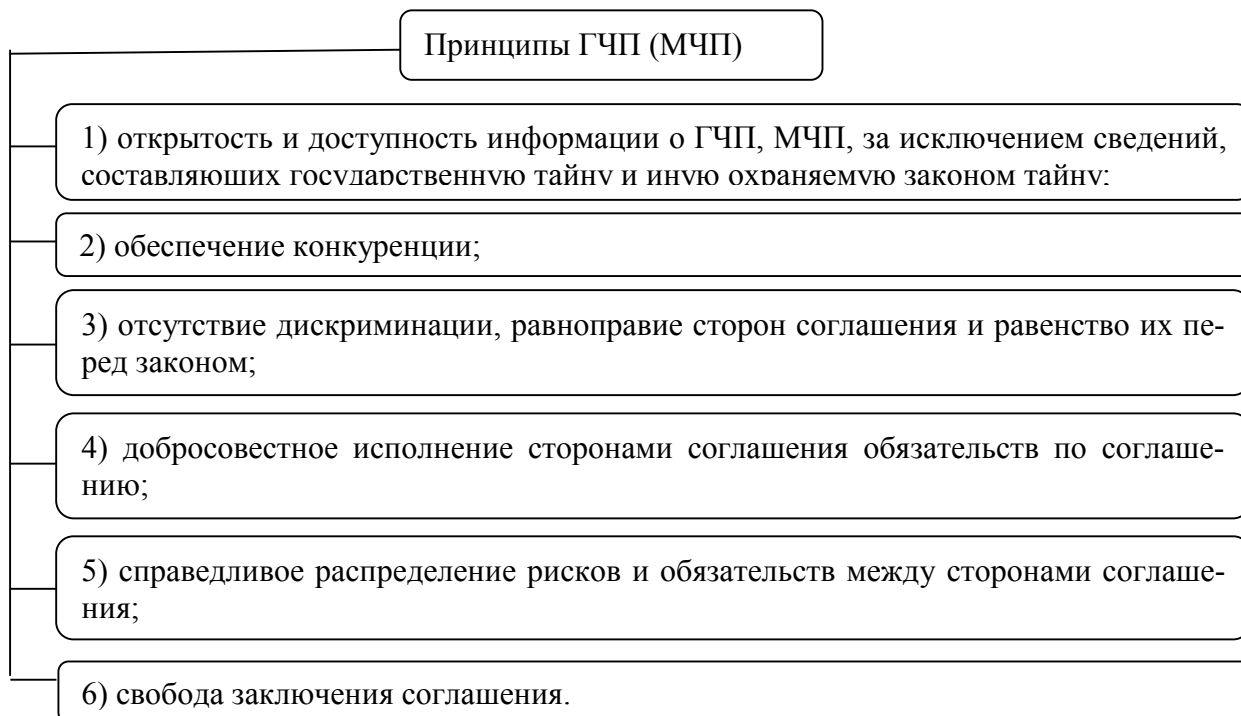 Принципы ГЧП (МЧП)
1) открытость и доступность информации о ГЧП, МЧП, за исключением сведений,
составляющих государственную тайну и иную охраняемую законом тайну;
2) обеспечение конкуренции;
3) отсутствие дискриминации, равноправие сторон соглашения и равенство их пе-
ред законом;
4) добросовестное исполнение сторонами соглашения обязательств по соглаше-
нию;
5) справедливое распределение рисков и обязательств между сторонами соглаше-
ния;
6) свобода заключения соглашения.